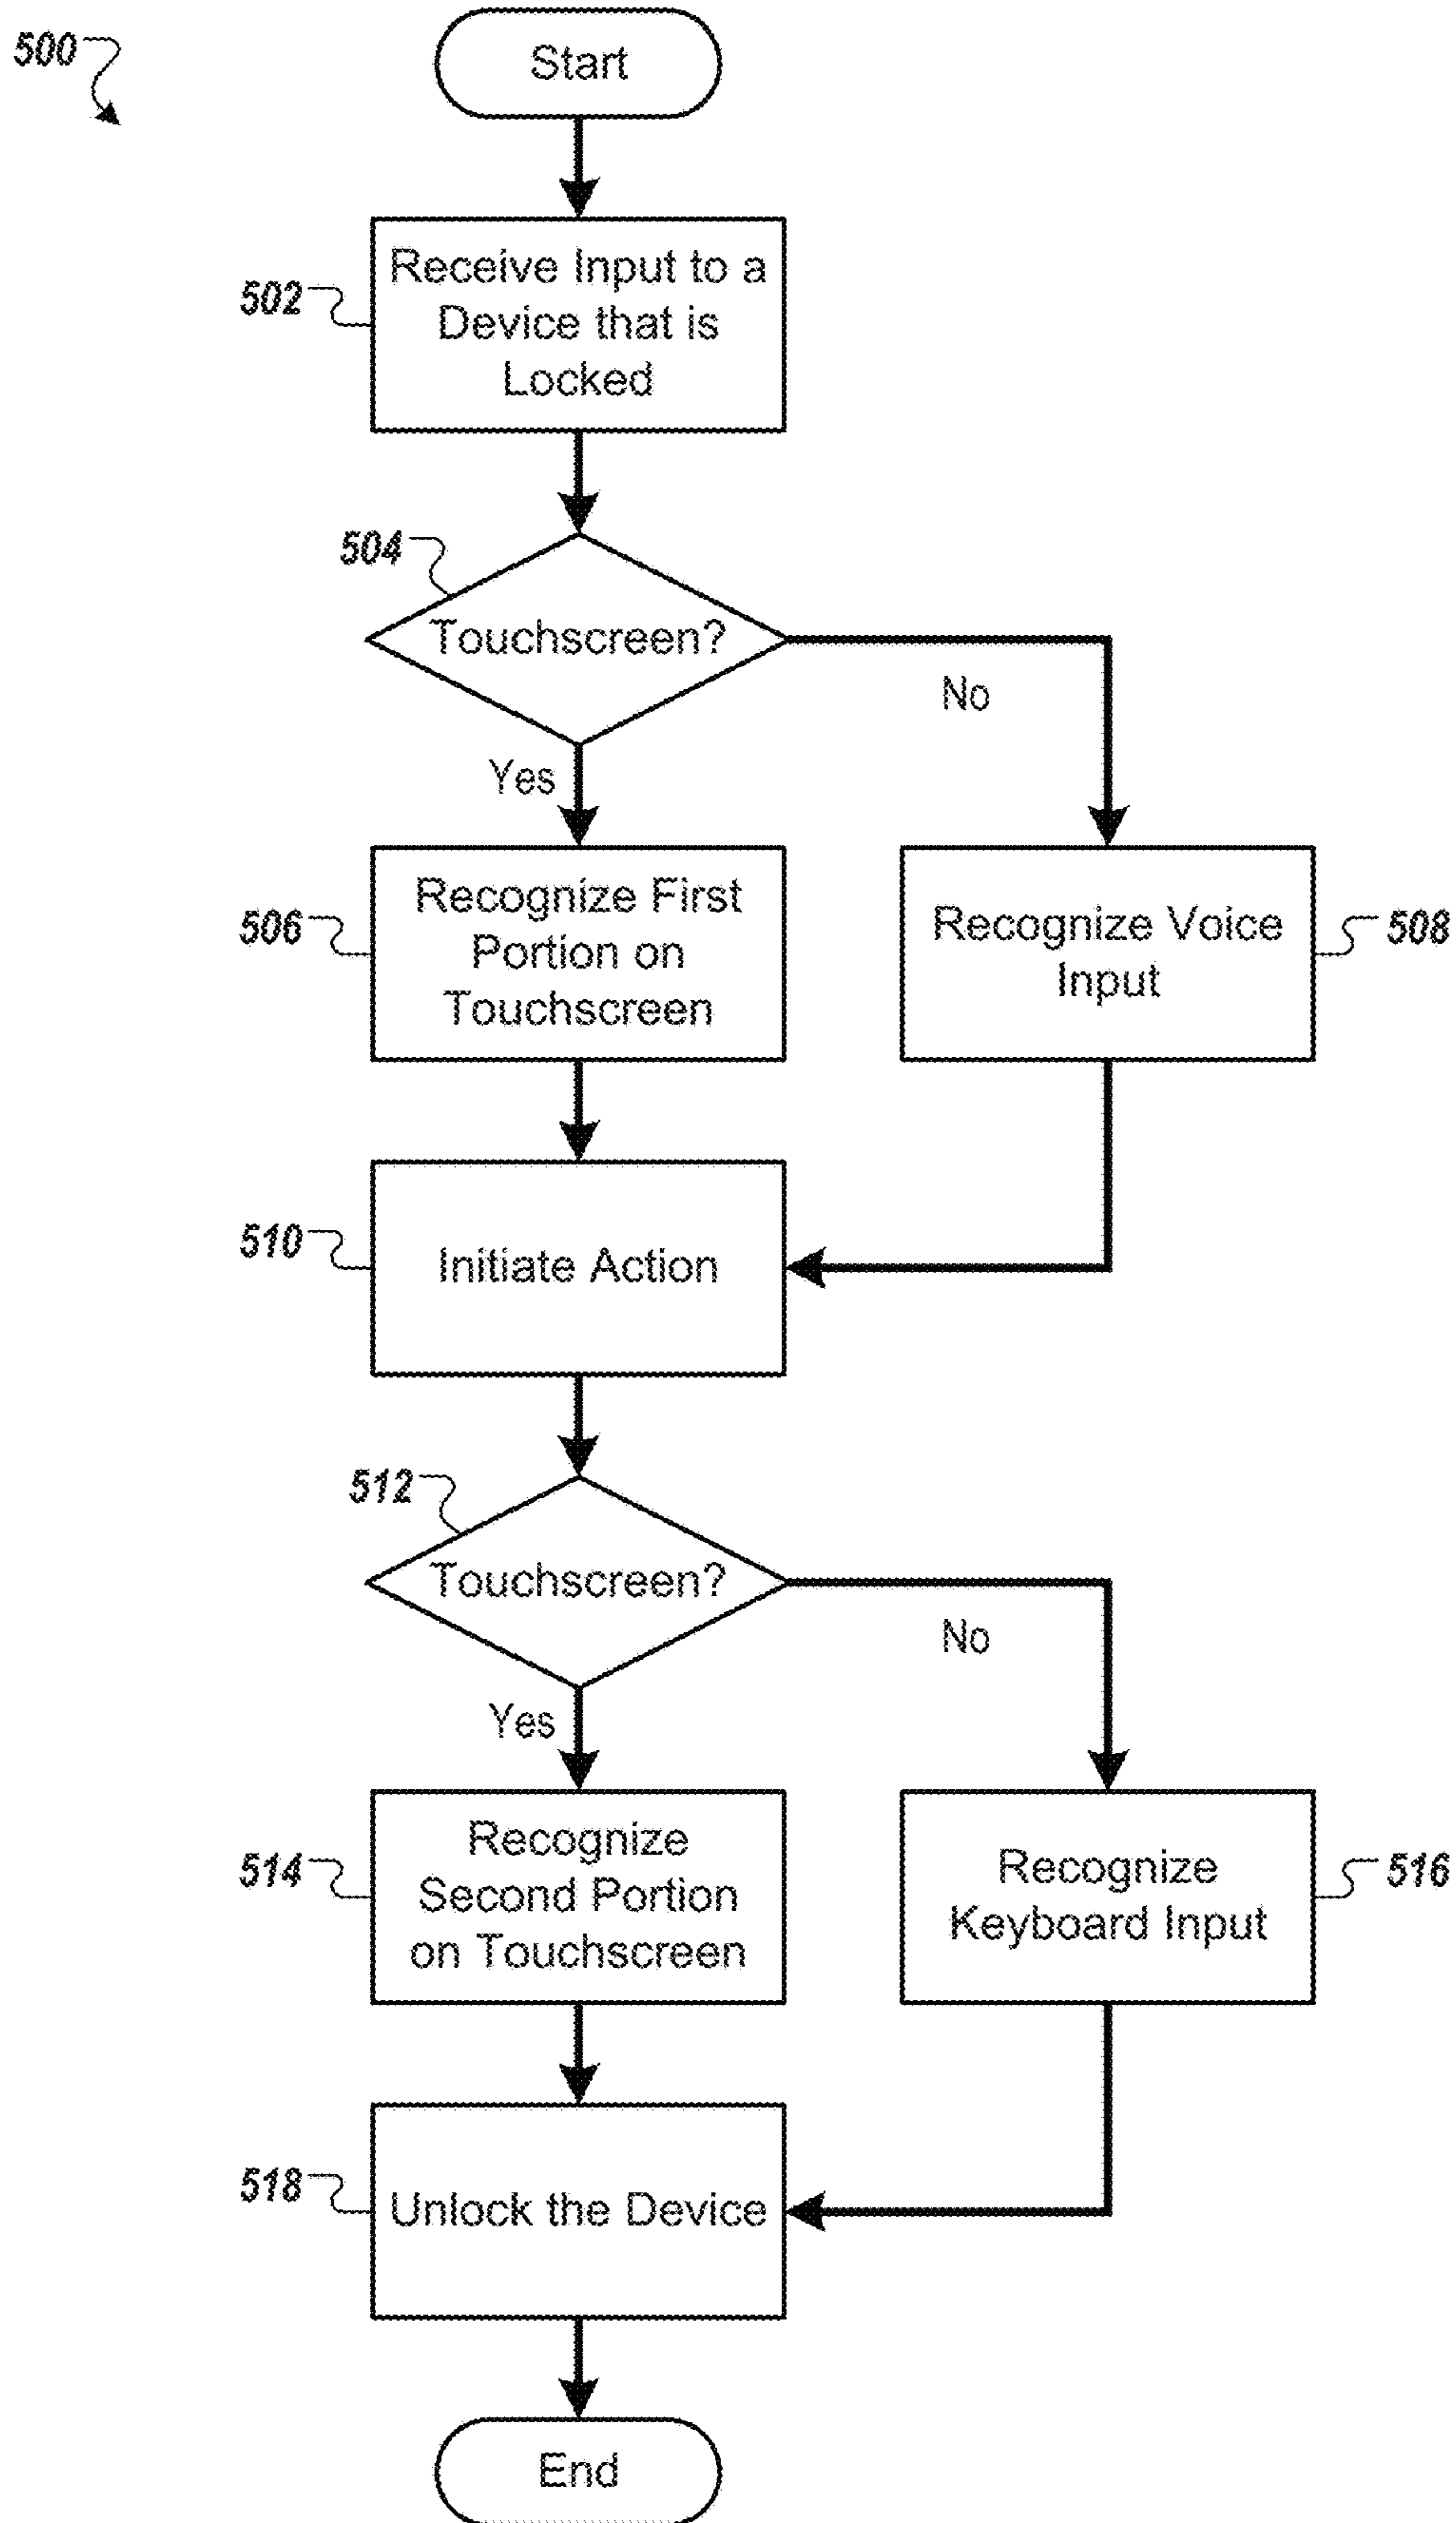 500
Start
502
Receive Input to a
Device that is
Locked
504
Touchscreen?
No
Yes
506
Recognize First
Portion on
Touchscreen
Recognize Voice
Input
508
510
Initiate Action
512
Touchscreen?
No
Yes
514
Recognize
Second Portion
on Touchscreen
Recognize
Keyboard Input
516
518
Unlock the Device
End